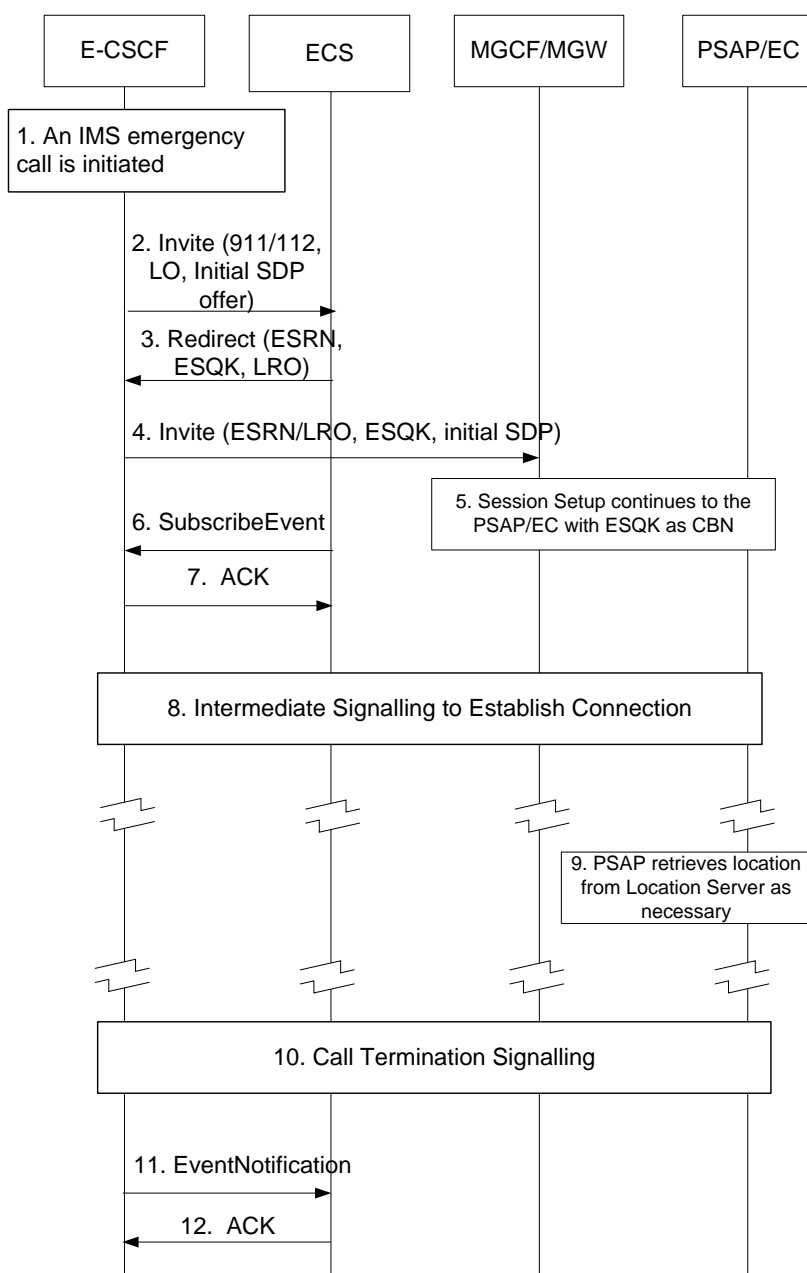 E-CSCF
ECS
MGCF/MGW
PSAP/EC
1. An IMS emergency
call is initiated
2. Invite (911/112,
LO, Initial SDP
offer)
3. Redirect (ESRN,
ESQK, LRO)
4. Invite (ESRN/LRO, ESQK, initial SDP)
5. Session Setup continues to the
PSAP/EC with ESQK as CBN
6. SubscribeEvent
7. ACK
8. Intermediate Signalling to Establish Connection
9. PSAP retrieves location
from Location Server as
necessary
10. Call Termination Signalling
11. EventNotification
12. ACK